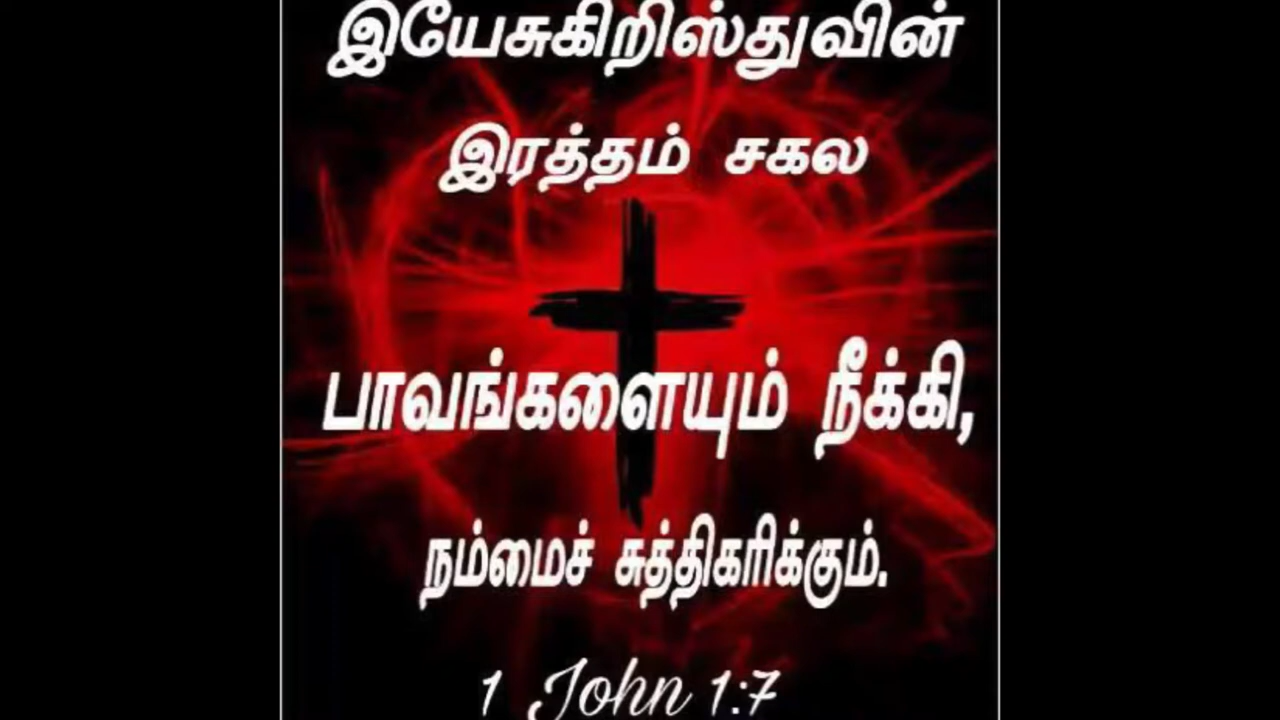 இயேசுகிறிஸ்துவின்
இரத்தம் சகல
பாவங்களையும் நீக்கி,
நம்மைச் சுத்திகரிக்கும்.
1 John 1:7